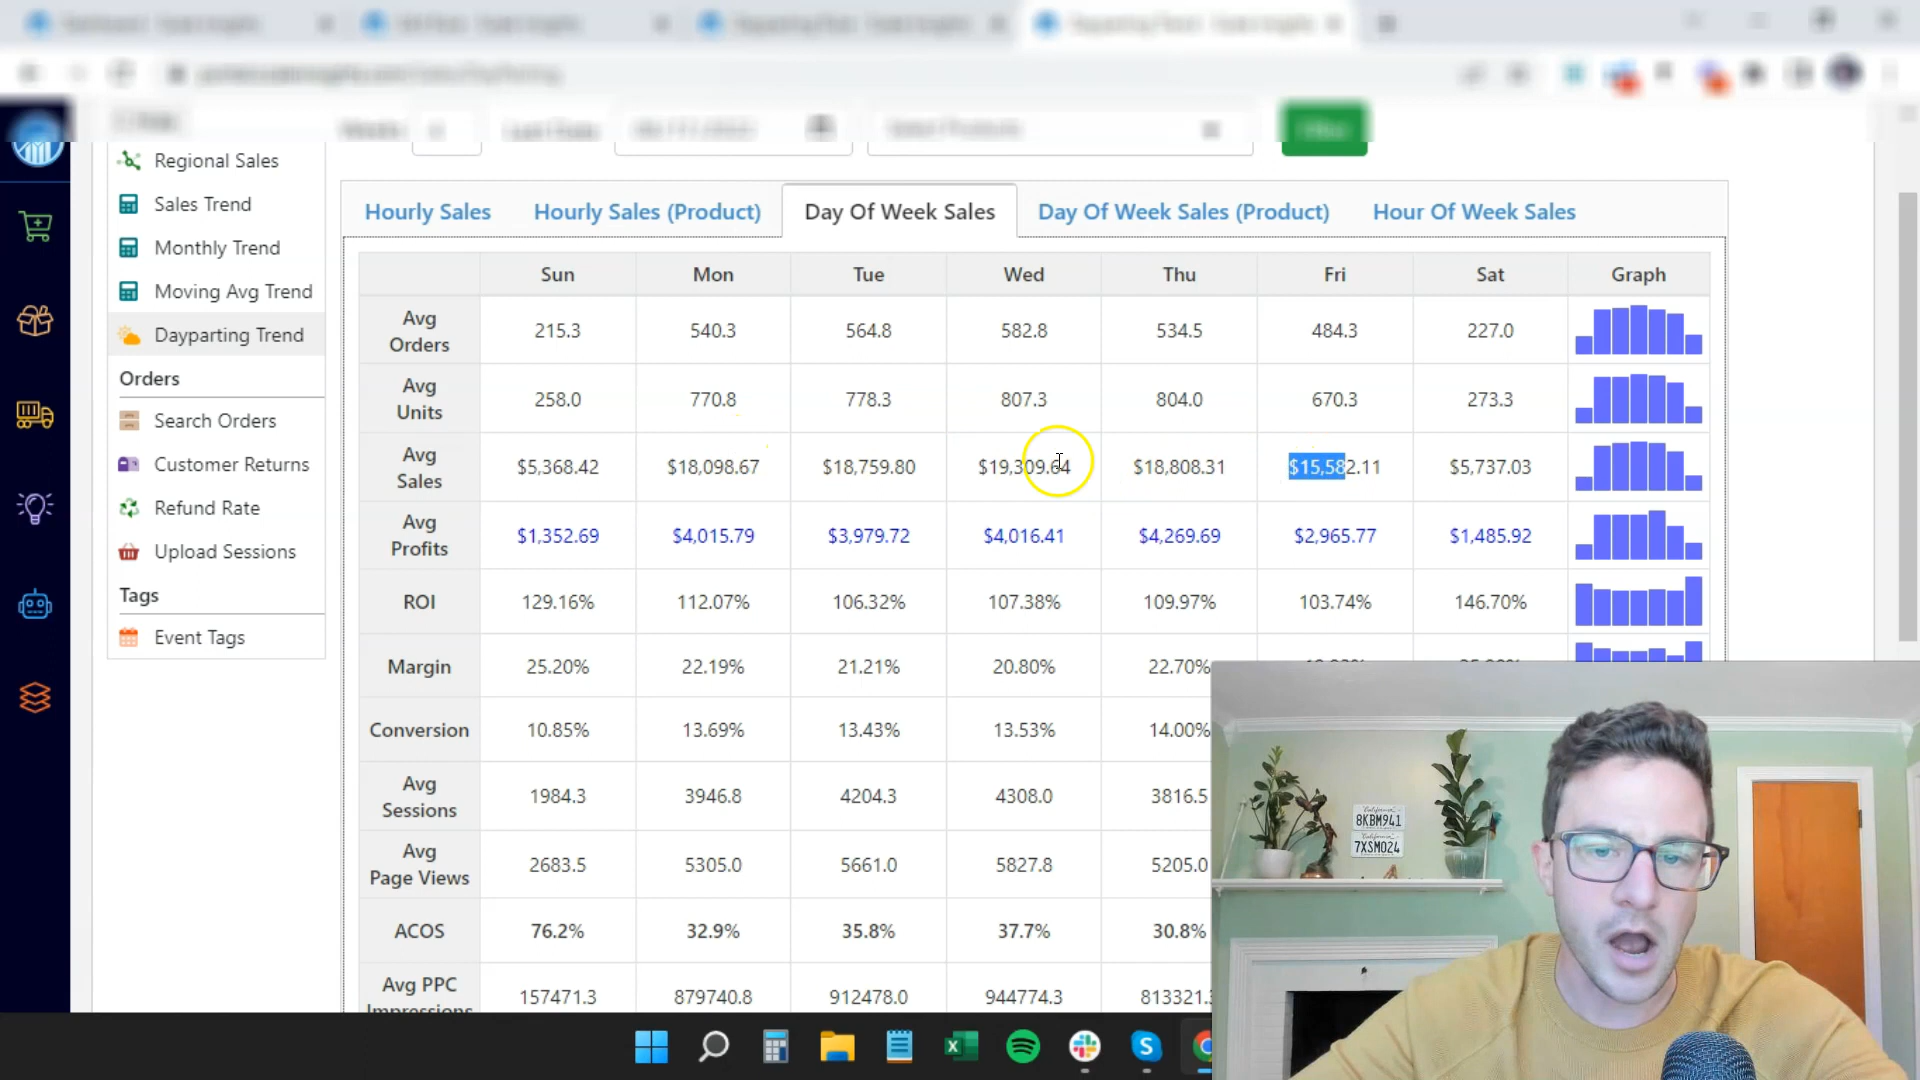 Regional Sales
Sales Trend
Monthly Trend
Moving Avg Trend
Dayparting Trend
Orders
Search Orders
Customer Returns
Refund Rate
Upload Sessions
Tags
Event Tags
Hourly Sales Hourly Sales (Product) Day Of Week Sales Day Of Week Sales (Product) Hour Of Week Sales
Sun Mon Tue Wed Thu Fri Sat Graph
Avg Orders 215.3 540.3 564.8 582.8 534.5 484.3 227.0
Avg Units 258.0 770.8 778.3 807.3 804.0 670.3 273.3
Avg Sales $5,368.42 $18,098.67 $18,759.80 $19,309.64 $18,808.31 $15,582.11 $5,737.03
Avg Profits $1,352.69 $4,015.79 $3,979.72 $4,016.41 $4,269.69 $2,965.77 $1,485.92
ROI 129.16% 112.07% 106.32% 107.38% 109.97% 103.74% 146.70%
Margin 25.20% 22.19% 21.21% 20.80% 22.70%
Conversion 10.85% 13.69% 13.43% 13.53% 14.00%
Avg Sessions 1984.3 3946.8 4204.3 4308.0 3816.5
Avg Page Views 2683.5 5305.0 5661.0 5827.8 5205.0
ACOS 76.2% 32.9% 35.8% 37.7% 30.8%
Avg PPC Impressions 157471.3 879740.8 912478.0 944774.3 813321.
California
8KBM941
California
7XSM024